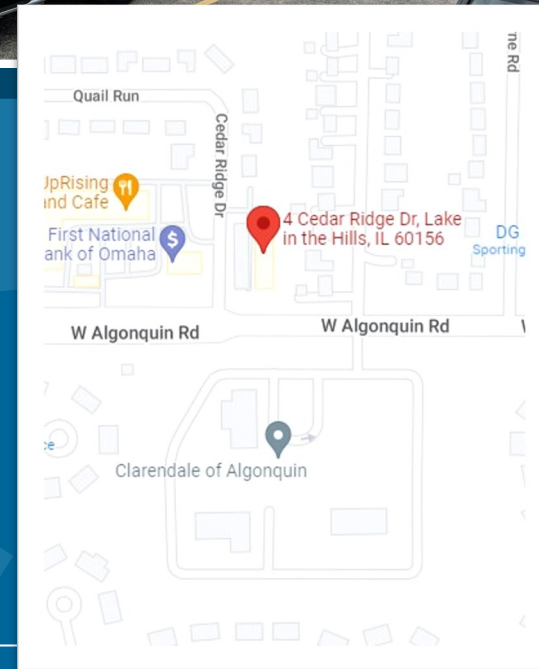 ne Rd
Quail Run
Cedar Ridge Dr
UpRising
and Cafe
4 Cedar Ridge Dr, Lake
in the Hills, IL 60156
First National
ank of Omaha
DG
Sporting
W Algonquin Rd
W Algonquin Rd
Clarendale of Algonquin